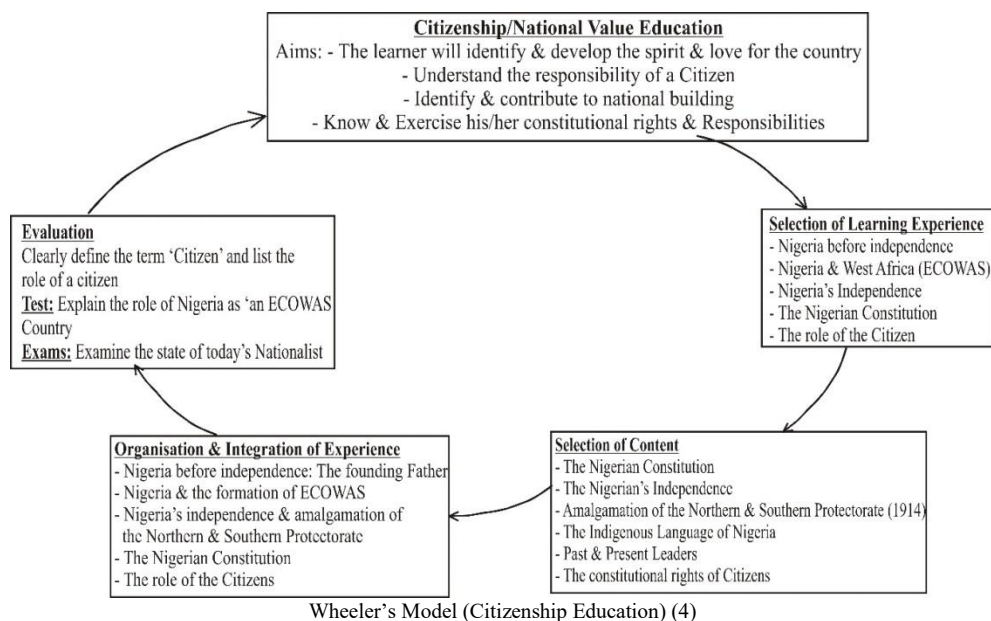 Citizenship/National Value Education
Aims: - The learner will identify & develop the spirit & love for the country
- Understand the responsibility of a Citizen
- Identify & contribute to national building
- Know & Exercise his/her constitutional rights & Responsibilities
Selection of Learning Experience
- Nigeria before independence
- Nigeria & West Africa (ECOWAS)
- Nigeria's Independence
- The Nigerian Constitution
- The role of the Citizen
Selection of Content
- The Nigerian Constitution
- The Nigerian's Independence
- Amalgamation of the Northern & Southern Protectorate (1914)
- The Indigenous Language of Nigeria
- Past & Present Leaders
- The constitutional rights of Citizens
Organisation & Integration of Experience
- Nigeria before independence: The founding Father
- Nigeria & the formation of ECOWAS
- Nigeria's independence & amalgamation of
the Northern & Southern Protectorate
- The Nigerian Constitution
- The role of the Citizens
Evaluation
Clearly define the term 'Citizen' and list the
role of a citizen
Test: Explain the role of Nigeria as 'an ECOWAS
Country
Exams: Examine the state of today's Nationalist
Wheeler's Model (Citizenship Education) (4)